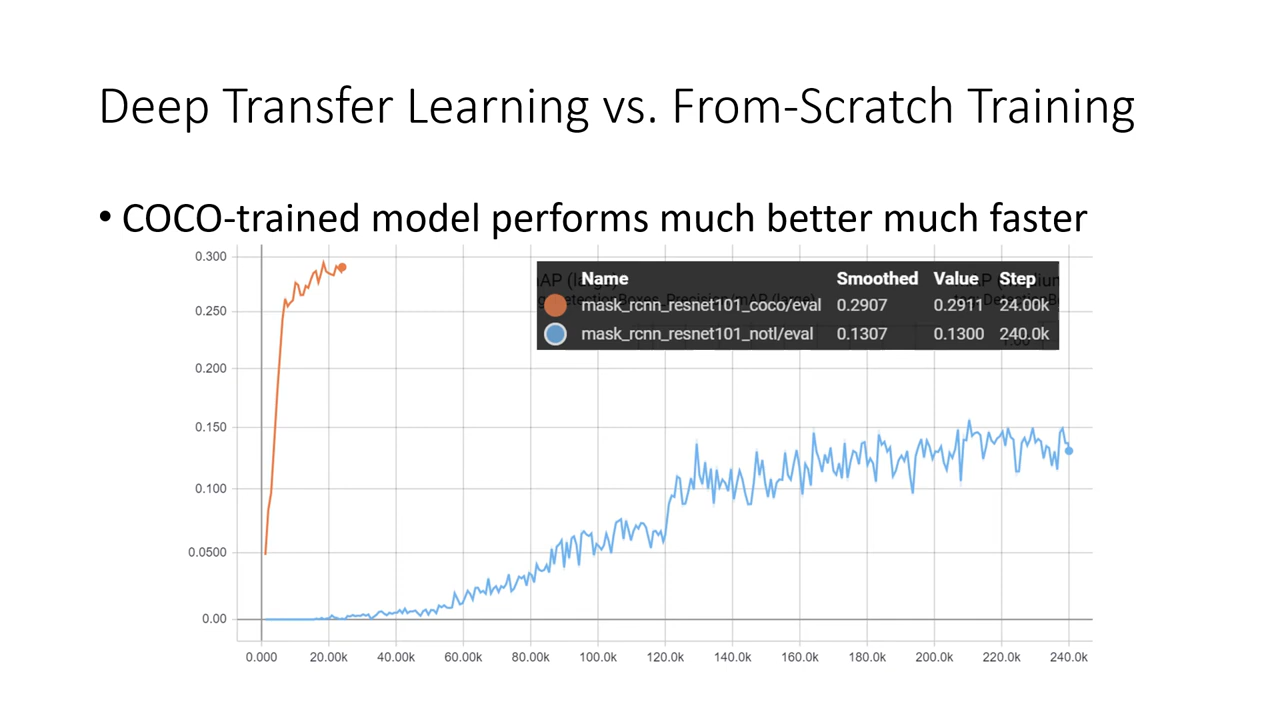 Deep Transfer Learning vs. From-Scratch Training
• COCO-trained model performs much better much faster
0.300
0.250
0.200
0.150
0.100
0.0500
0.00
Name Smoothed Value Step
mask_rcnn_resnet101_coco/eval 0.2907 0.2911 24.00k
mask_rcnn_resnet101_notl/eval 0.1307 0.1300 240.0k
0.000 20.00k 40.00k 60.00k 80.00k 100.0k 120.0k 140.0k 160.0k 180.0k 200.0k 220.0k 240.0k